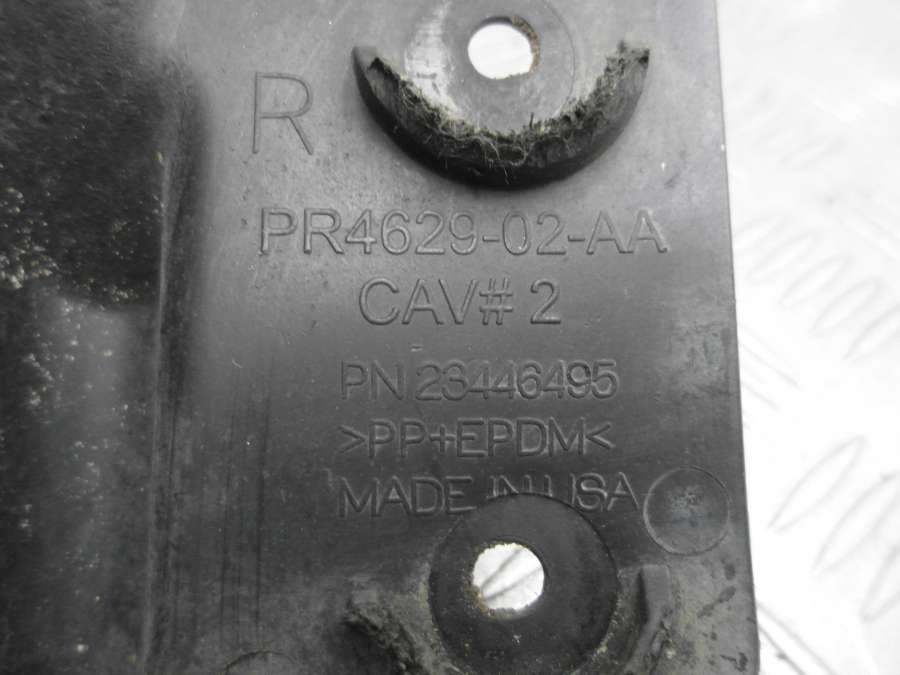 R
PR4629-02-AA
CAV# 2
PN 23446495
>PP+EPDM<
MADE IN USA